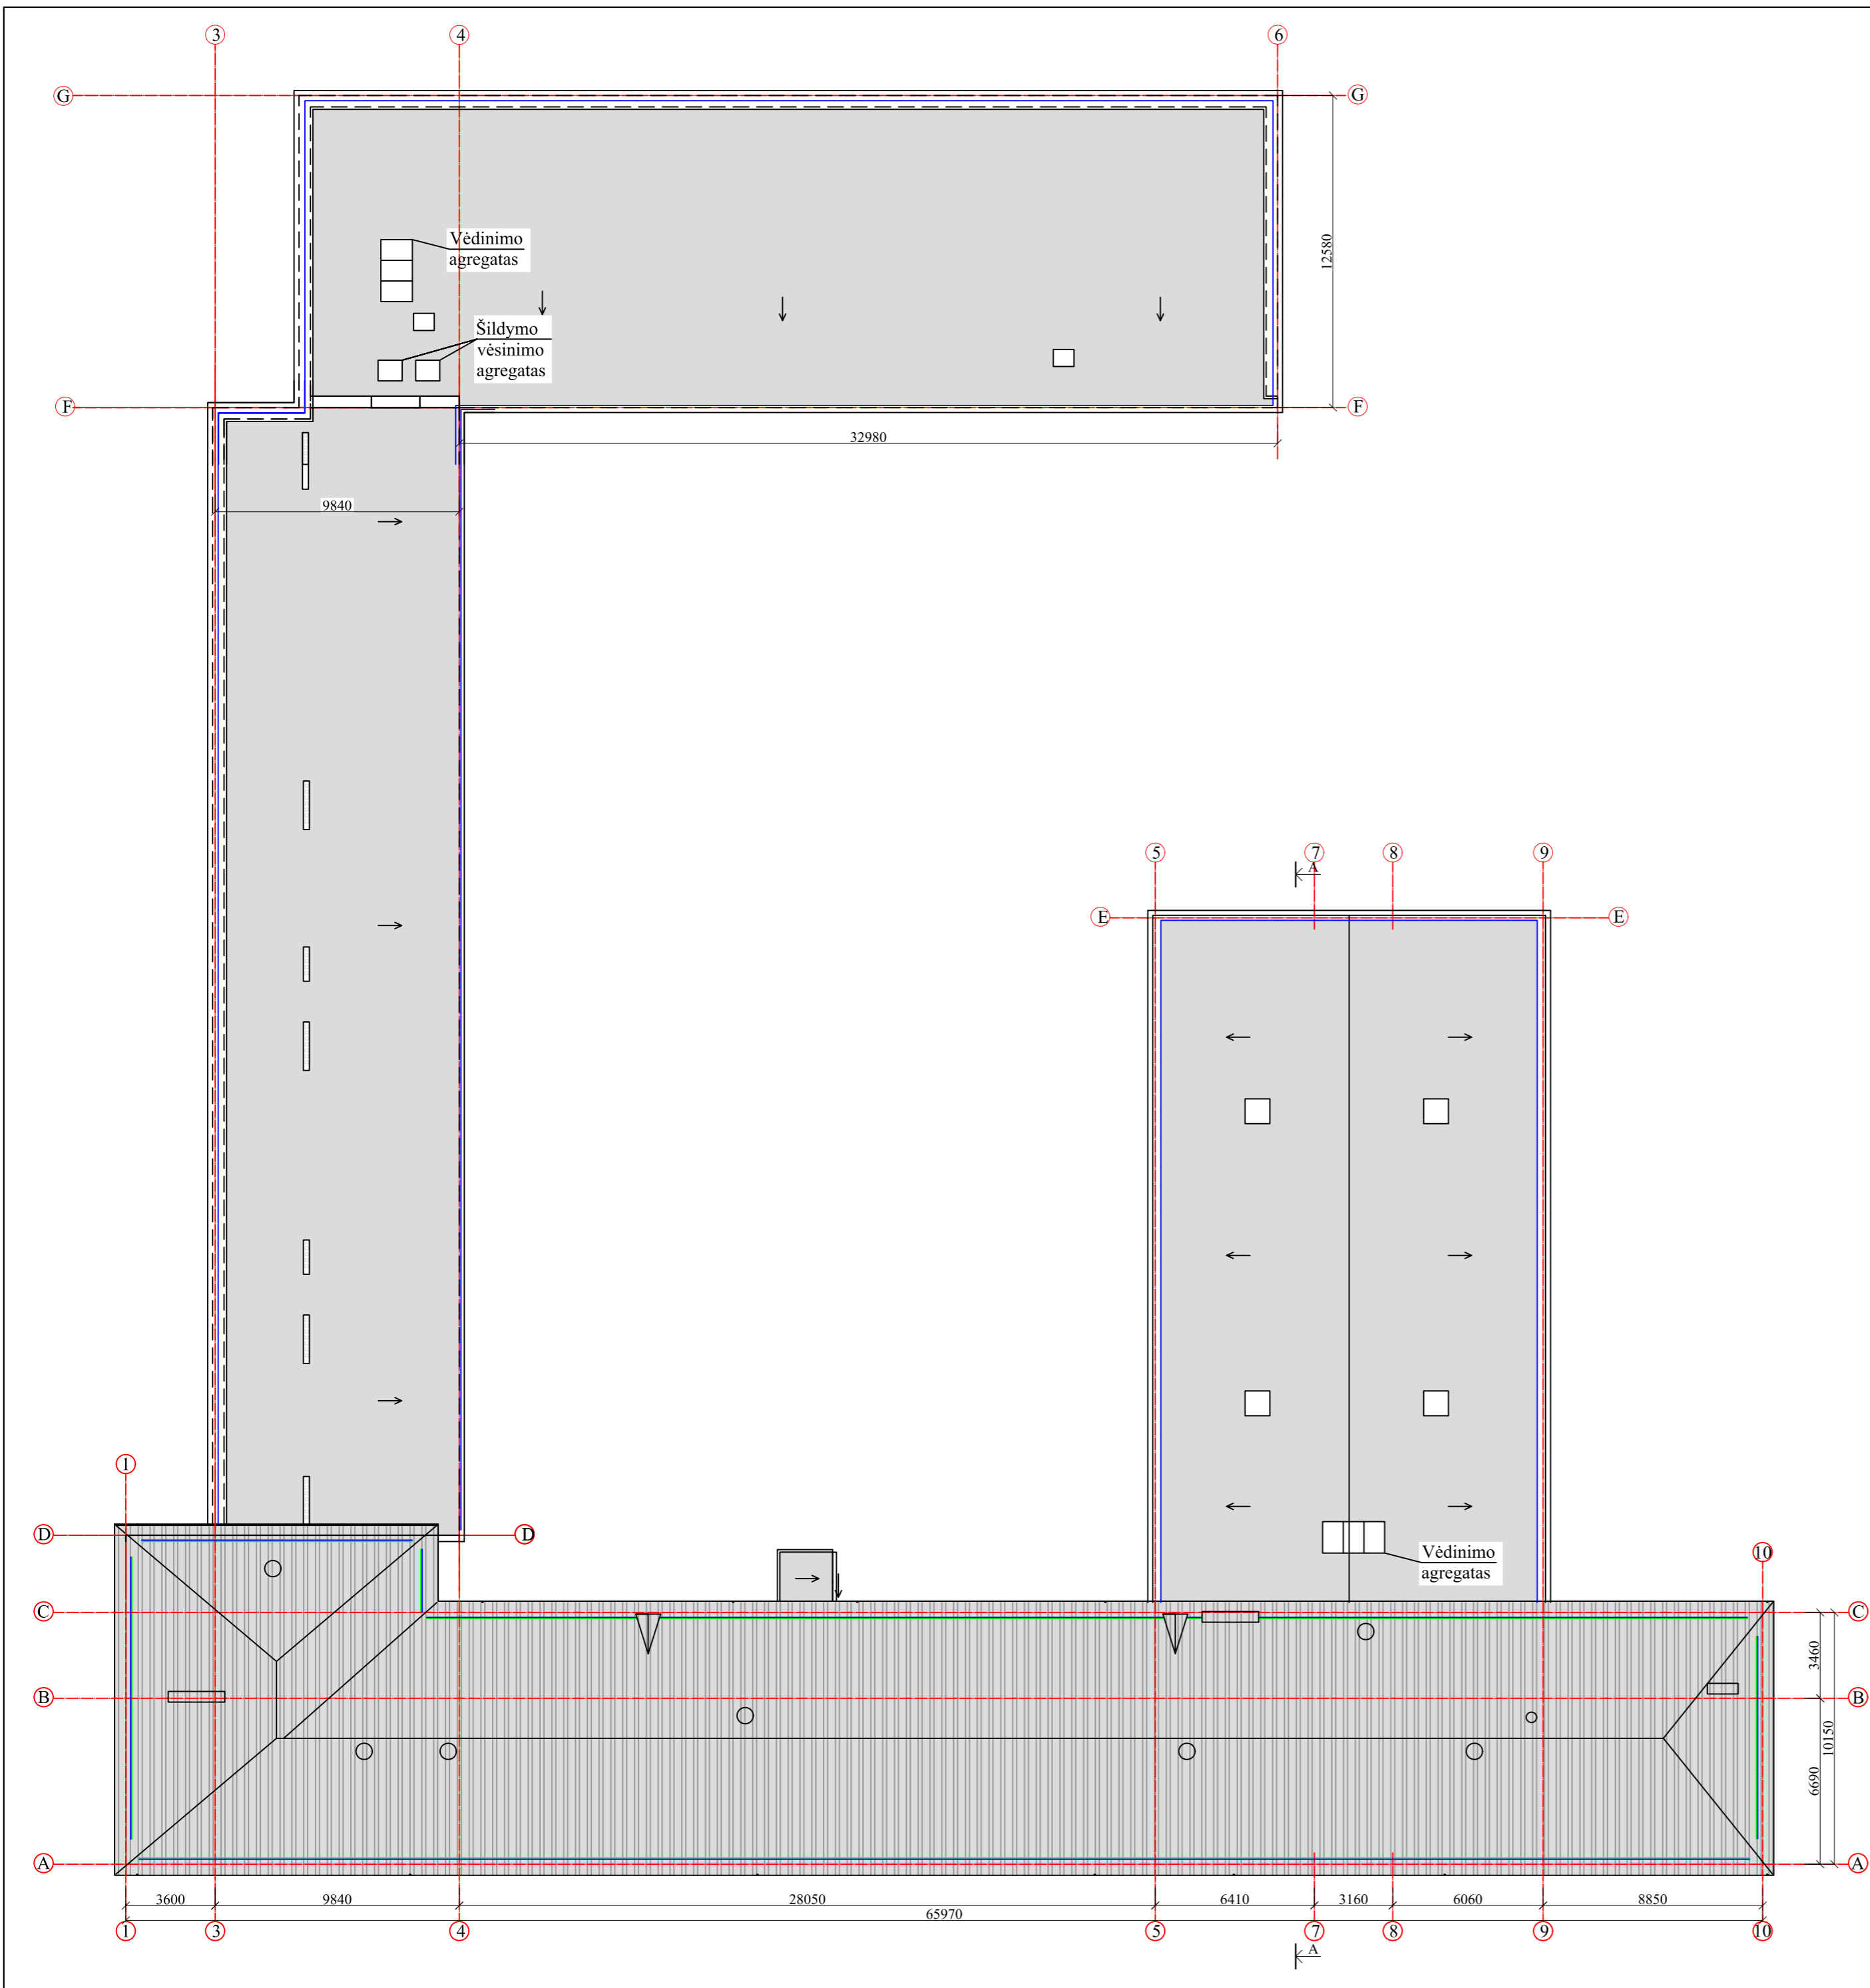 3
4
6
G
G
Vėdinimo
agregatas
12580
Šildymo
vėsinimo
agregatas
F
F
32980
9840
5
7
8
9
A
E
E
1
10
D
D
Vėdinimo
agregatas
C
C
3460
B
B
10150
6690
A
A
3600
9840
28050
6410
3160
6060
8850
65970
1
3
4
5
7
8
9
10
A